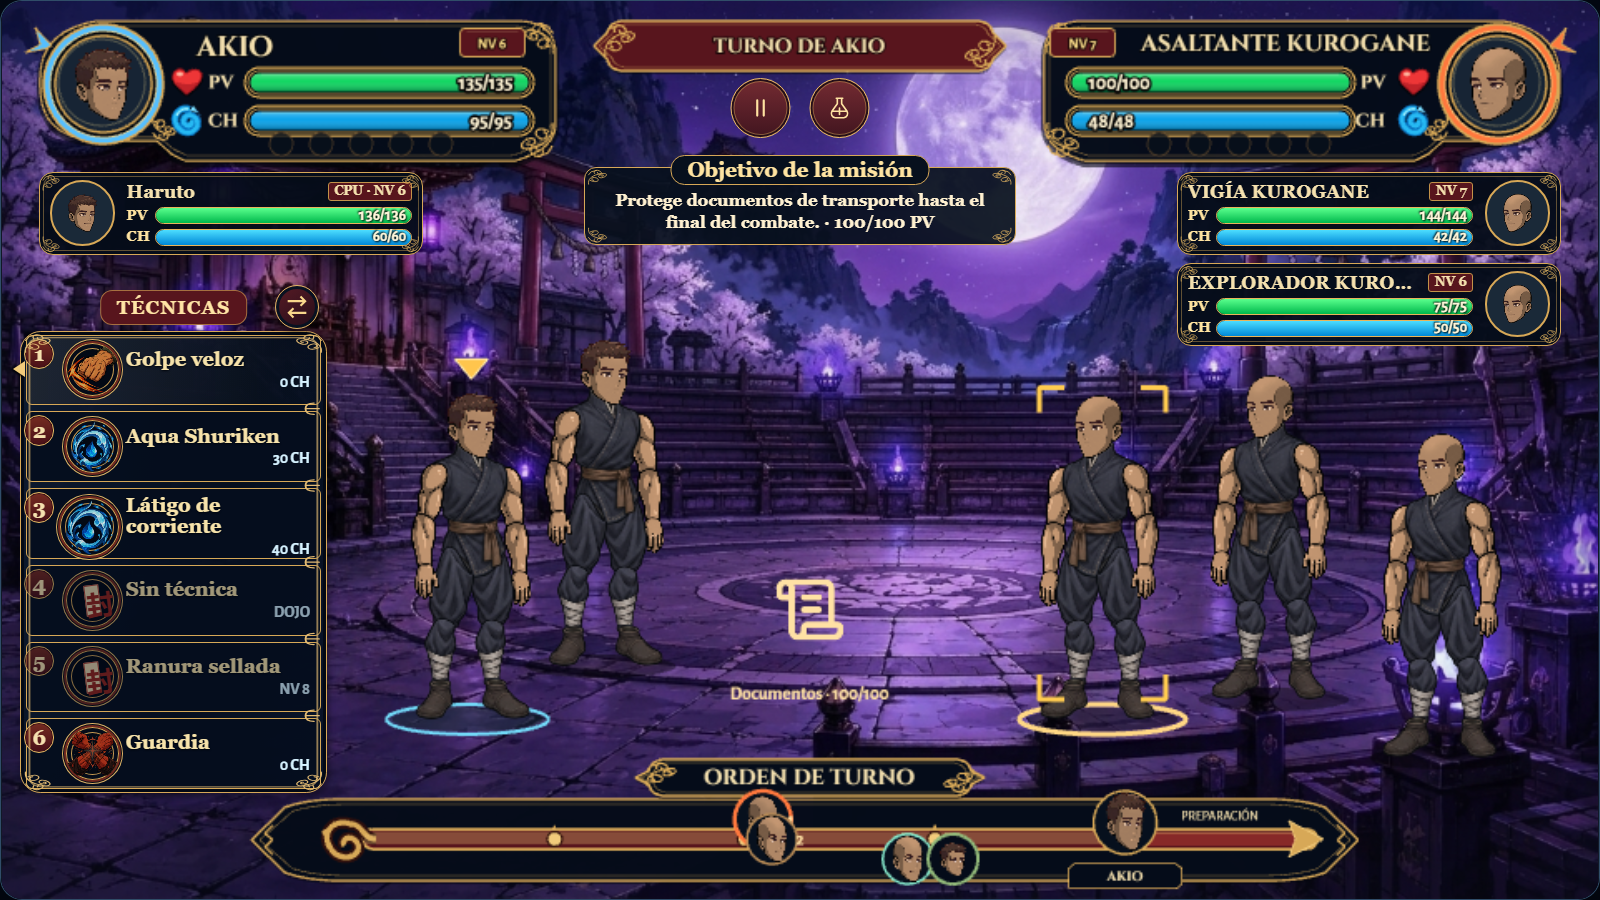 AKIO
NV 6
PV
135/135
CH
95/95
TURNO DE AKIO
NV 7
ASALTANTE KUROGANE
100/100
PV
48/48
CH
Haruto
CPU · NV 6
PV
136/136
CH
60/60
Objetivo de la misión
Protege documentos de transporte hasta el
final del combate. · 100/100 PV
VIGÍA KUROGANE
NV 7
PV
144/144
CH
42/42
EXPLORADOR KURO...
NV 6
PV
75/75
CH
50/50
TÉCNICAS
1
Golpe veloz
0 CH
2
Aqua Shuriken
30 CH
3
Látigo de
corriente
40 CH
4
Sin técnica
DOJO
5
Ranura sellada
NV 8
6
Guardia
0 CH
Documentos · 100/100
ORDEN DE TURNO
PREPARACIÓN
2
AKIO